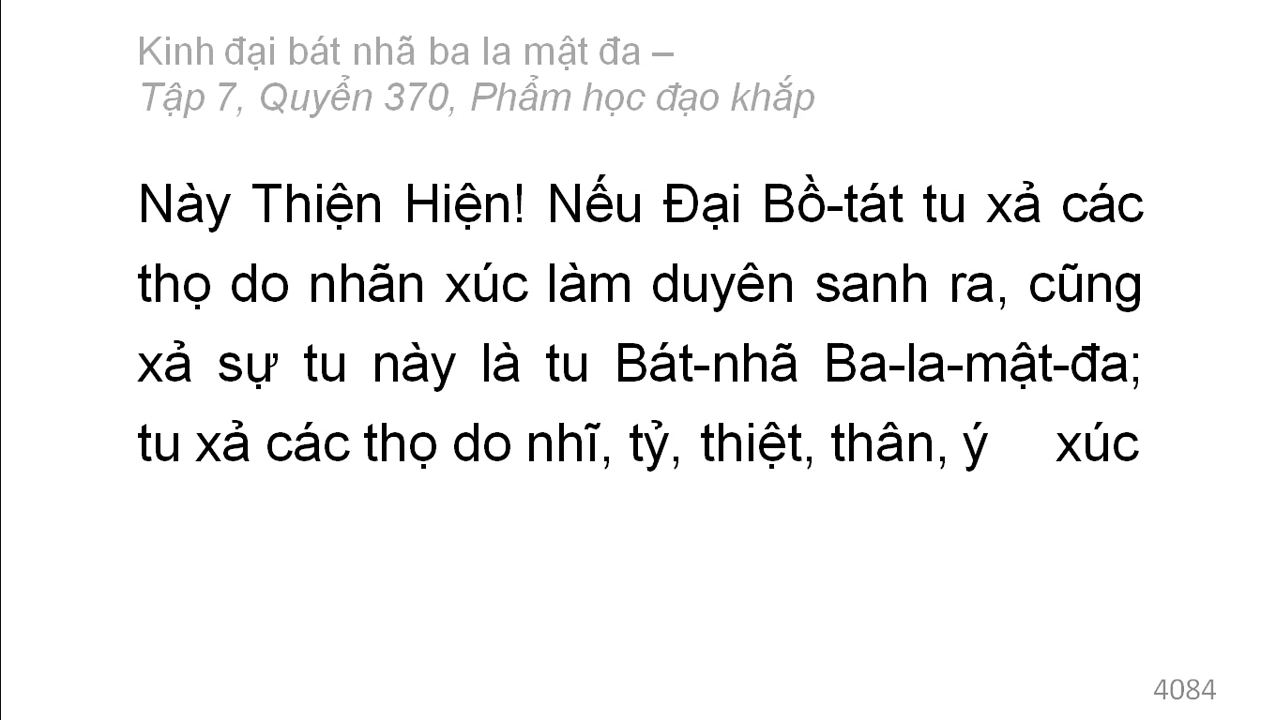 Kinh đại bát nhã ba la mật đa –
Tập 7, Quyển 370, Phẩm học đạo khắp
Này Thiện Hiện! Nếu Đại Bồ-tát tu xả các
thọ do nhãn xúc làm duyên sanh ra, cũng
xả sự tu này là tu Bát-nhã Ba-la-mật-đa;
tu xả các thọ do nhĩ, tỷ, thiệt, thân, ý xúc
4084